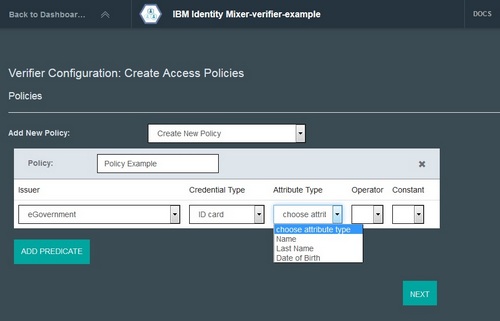 Back to Dashboar... IBM Identity Mixer-verifier-example DOCS
Verifier Configuration: Create Access Policies
Policies
Add New Policy: Create New Policy
Policy: Policy Example
Issuer Credential Type Attribute Type Operator Constant
eGovernment ID card choose attril
choose attribute type
Name
Last Name
Date of Birth
ADD PREDICATE
NEXT